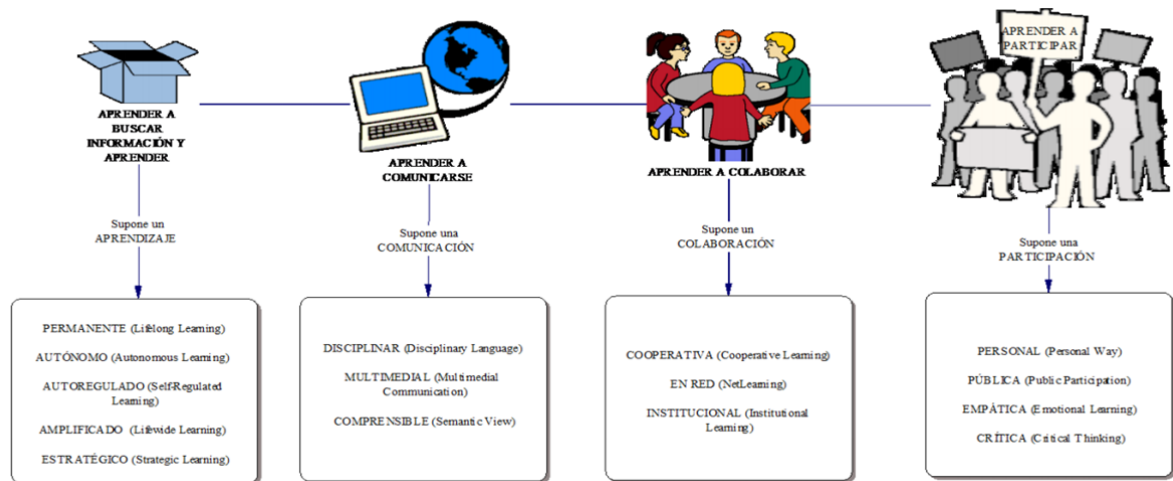 APRENDER A
BUSCAR
INFORMACIÓN Y
APRENDER
Supone un
APRENDIZAJE
PERMANENTE (Lifelong Learning)
AUTÓNOMO (Autonomous Learning)
AUTOREGULADO (Self-Regulated
Learning)
AMPLIFICADO (Lifewide Learning)
ESTRATÉGICO (Strategic Learning)
APRENDER A
COMUNICARSE
Supone una
COMUNICACIÓN
DISCIPLINAR (Disciplinary Language)
MULTIMEDIAL (Multimedial
Communication)
COMPRENSIBLE (Semantic View)
APRENDER A COLABORAR
Supone un
COLABORACIÓN
COOPERATIVA (Cooperative Learning)
EN RED (NetLearning)
INSTITUCIONAL (Institutional
Learning)
APRENDER A
PARTICIPAR
Supone una
PARTICIPACIÓN
PERSONAL (Personal Way)
PÚBLICA (Public Participation)
EMPÁTICA (Emotional Learning)
CRÍTICA (Critical Thinking)